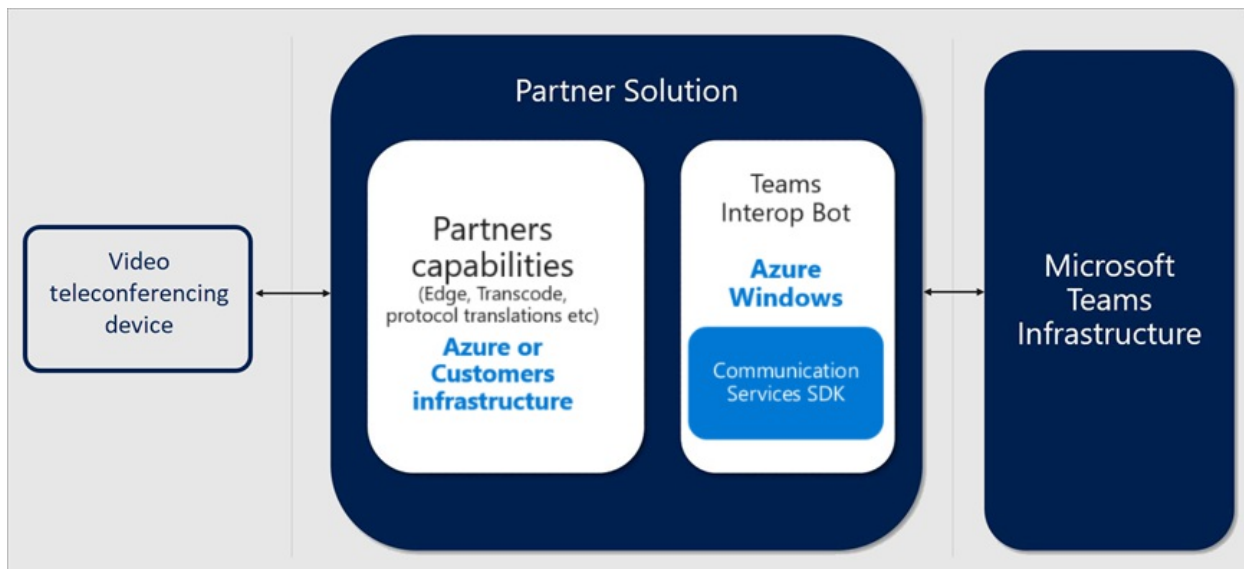 Partner Solution
Video
teleconferencing
device
Partners
capabilities
(Edge, Transcode,
protocol translations etc)
Azure or
Customers
infrastructure
Teams
Interop Bot
Azure
Windows
Communication
Services SDK
Microsoft
Teams
Infrastructure